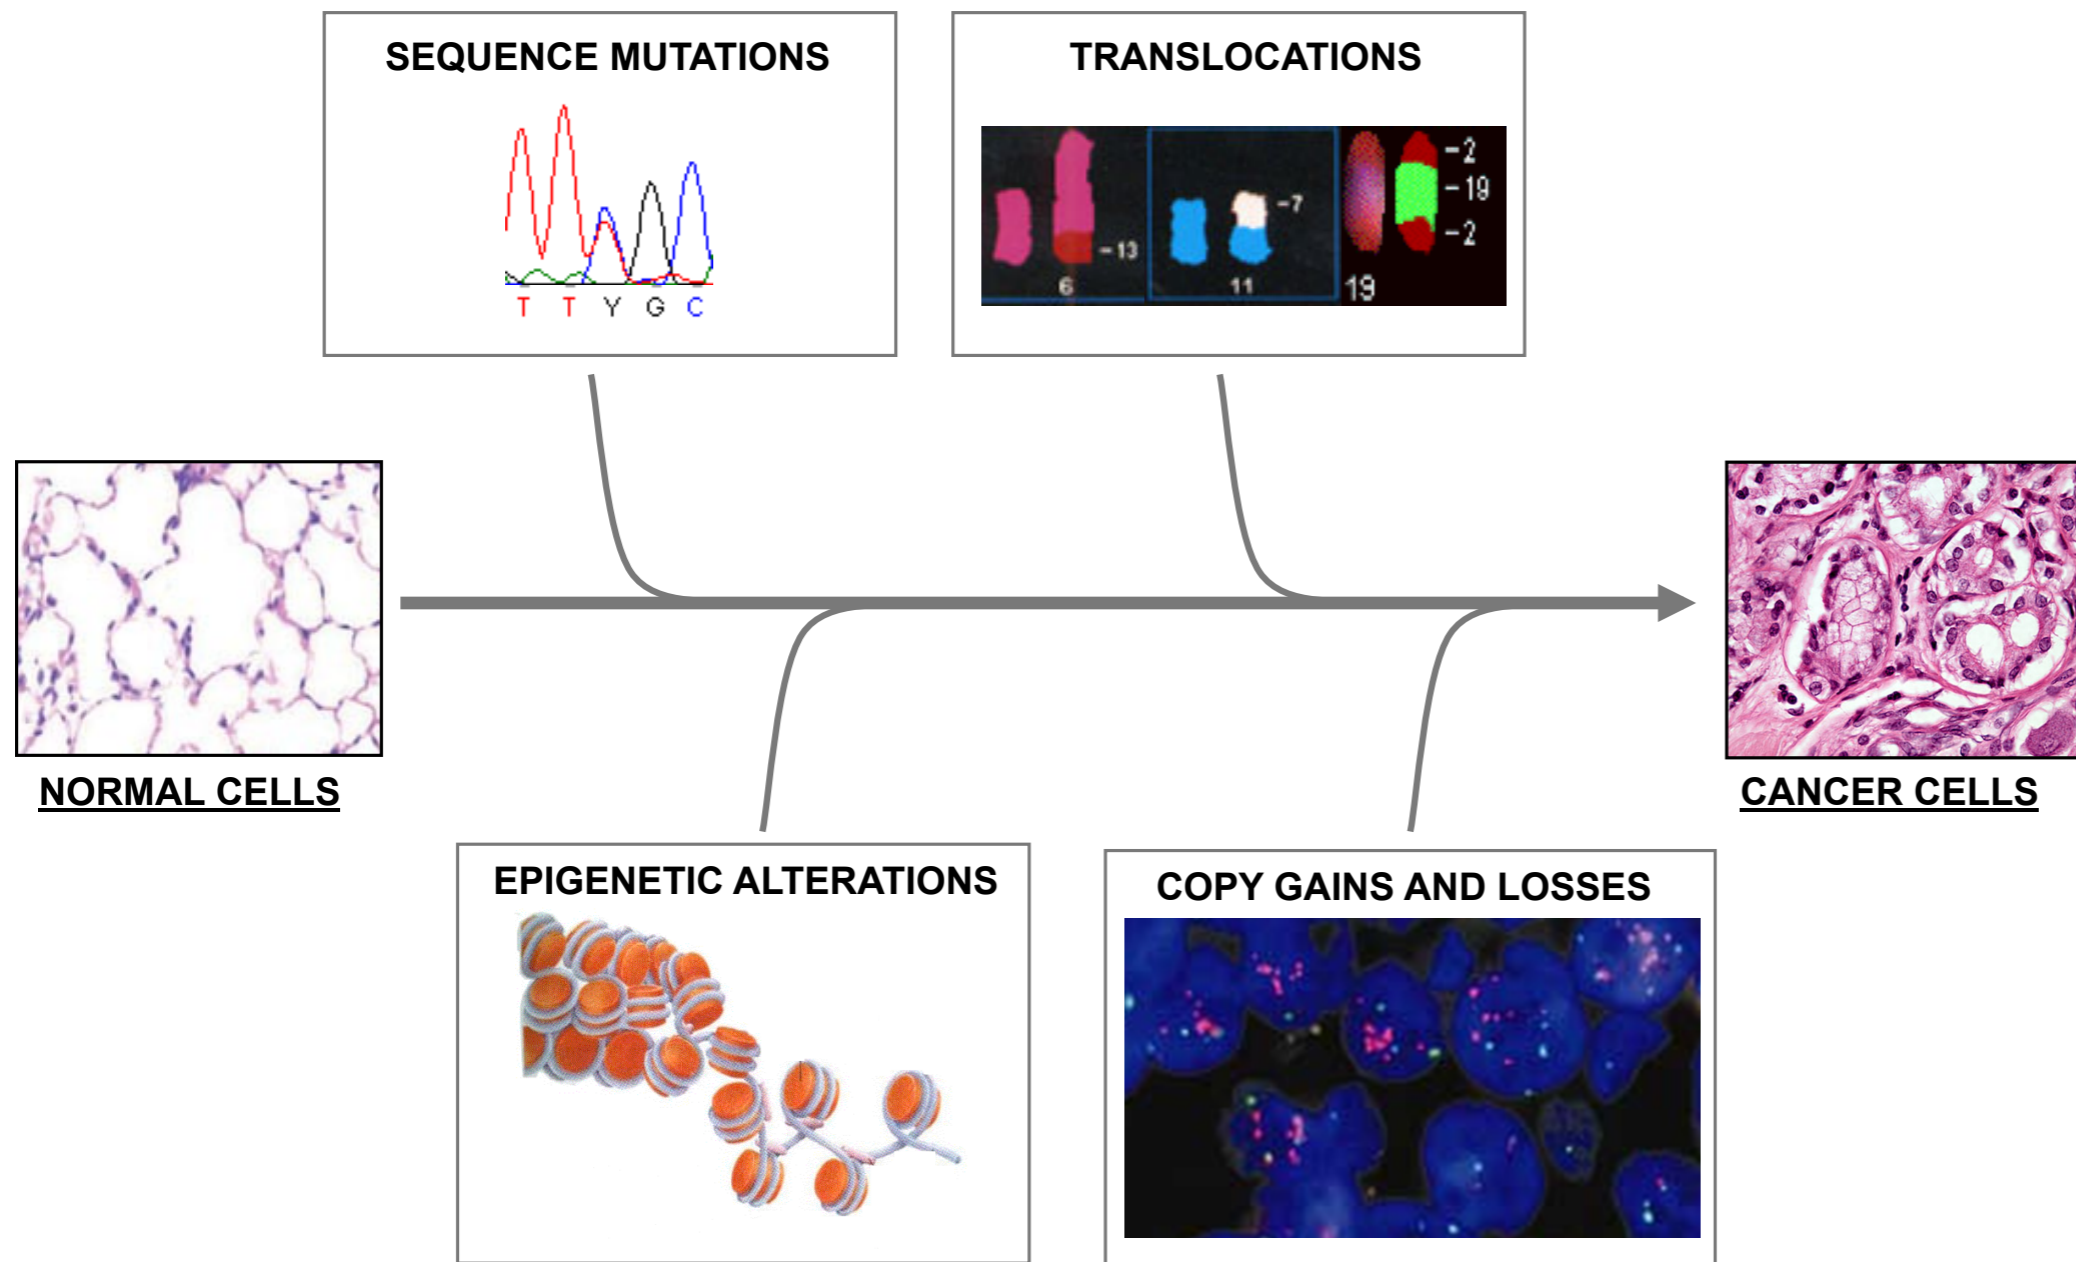 SEQUENCE MUTATIONS
T T Y G C
TRANSLOCATIONS
-13
6
-7
11
-2
-19
-2
19
NORMAL CELLS
CANCER CELLS
EPIGENETIC ALTERATIONS
COPY GAINS AND LOSSES